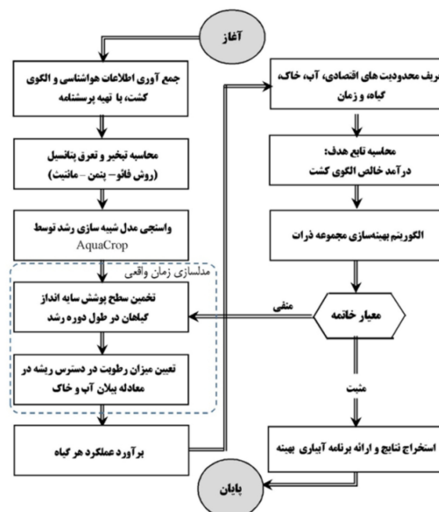 آغاز
جمع آوری اطلاعات هواشناسی و الگوی
کشت، با تهیه پرسشنامه
محاسبه تبخیر و تعرق پتانسیل
(روش فائو- پنمن - مانتیث)
واسنجی مدل شبیه سازی رشد توسط
AquaCrop
مدلسازی زمان واقعی
تخمین سطح پوشش سایه انداز
گیاهان در طول دوره رشد
تعیین میزان رطوبت در دسترس ریشه در
معادله بیلان آب و خاک
برآورد عملکرد هر گیاه
محدودیت های اقتصادی، آب، خاک،
گیاه، و زمان
محاسبه تابع هدف:
درآمد خالص الگوی کشت
الگوریتم بهینه‌سازی مجموعه ذرات
معیار خاتمه
منفی
مثبت
استخراج نتایج و ارائه برنامه آبیاری بهینه
پایان